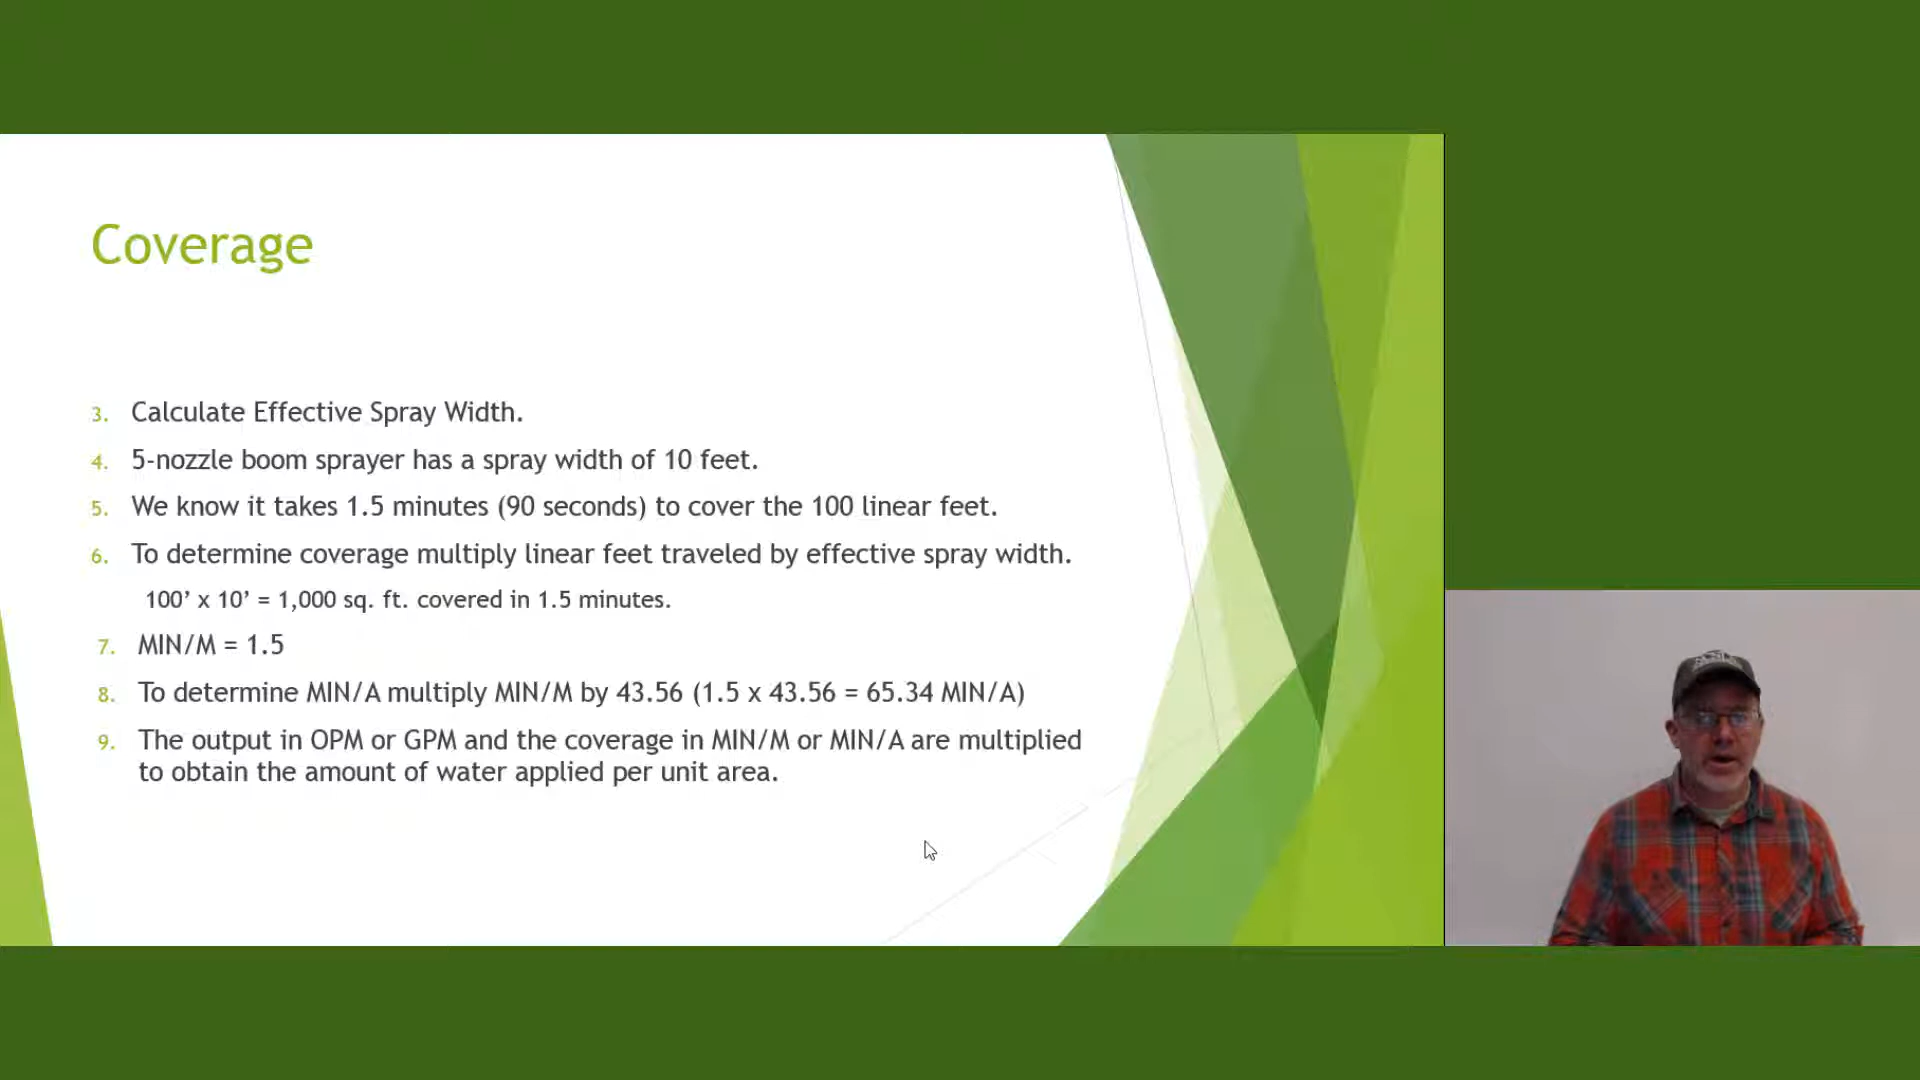 Coverage
3. Calculate Effective Spray Width.
4. 5-nozzle boom sprayer has a spray width of 10 feet.
5. We know it takes 1.5 minutes (90 seconds) to cover the 100 linear feet.
6. To determine coverage multiply linear feet traveled by effective spray width.
100’ x 10’ = 1,000 sq. ft. covered in 1.5 minutes.
7. MIN/M = 1.5
8. To determine MIN/A multiply MIN/M by 43.56 (1.5 x 43.56 = 65.34 MIN/A)
9. The output in OPM or GPM and the coverage in MIN/M or MIN/A are multiplied
to obtain the amount of water applied per unit area.